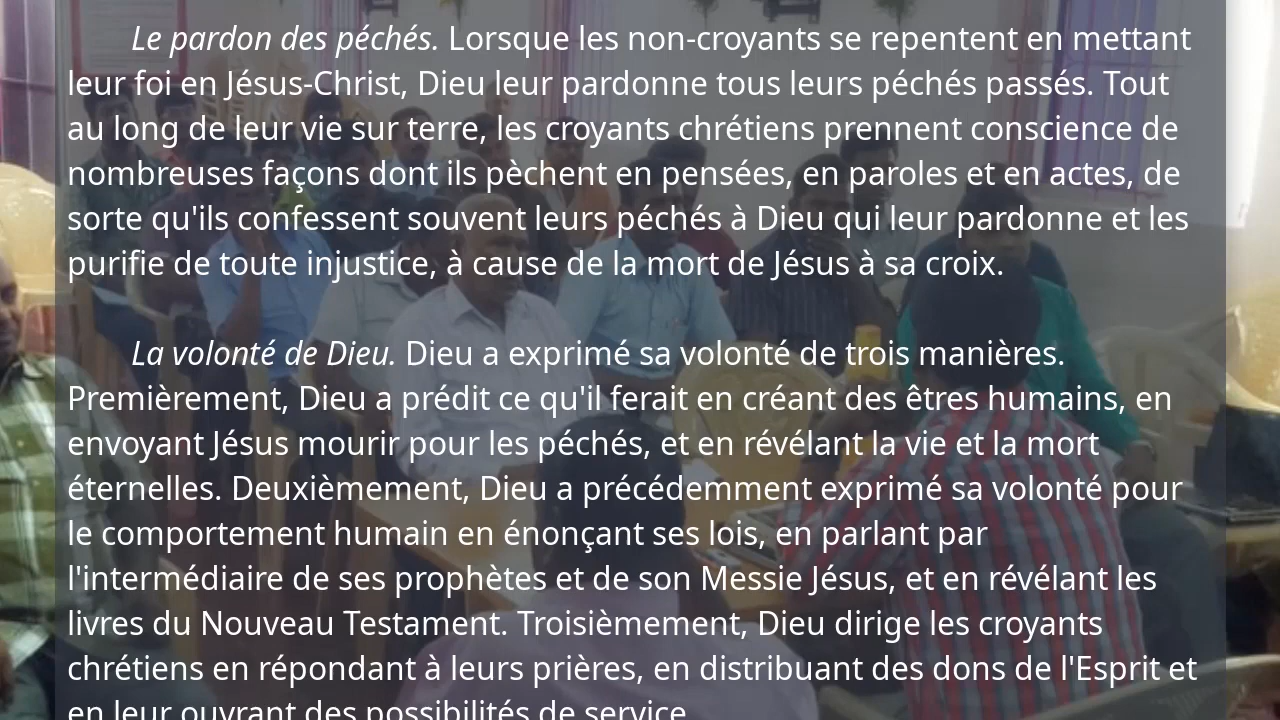 Le pardon des péchés. Lorsque les non-croyants se repentent en mettant
leur foi en Jésus-Christ, Dieu leur pardonne tous leurs péchés passés. Tout
au long de leur vie sur terre, les croyants chrétiens prennent conscience de
nombreuses façons dont ils pèchent en pensées, en paroles et en actes, de
sorte qu'ils confessent souvent leurs péchés à Dieu qui leur pardonne et les
purifie de toute injustice, à cause de la mort de Jésus à sa croix.
La volonté de Dieu. Dieu a exprimé sa volonté de trois manières.
Premièrement, Dieu a prédit ce qu'il ferait en créant des êtres humains, en
envoyant Jésus mourir pour les péchés, et en révélant la vie et la mort
éternelles. Deuxièmement, Dieu a précédemment exprimé sa volonté pour
le comportement humain en énonçant ses lois, en parlant par
l'intermédiaire de ses prophètes et de son Messie Jésus, et en révélant les
livres du Nouveau Testament. Troisièmement, Dieu dirige les croyants
chrétiens en répondant à leurs prières, en distribuant des dons de l'Esprit et
en leur ouvrant des possibilités de service